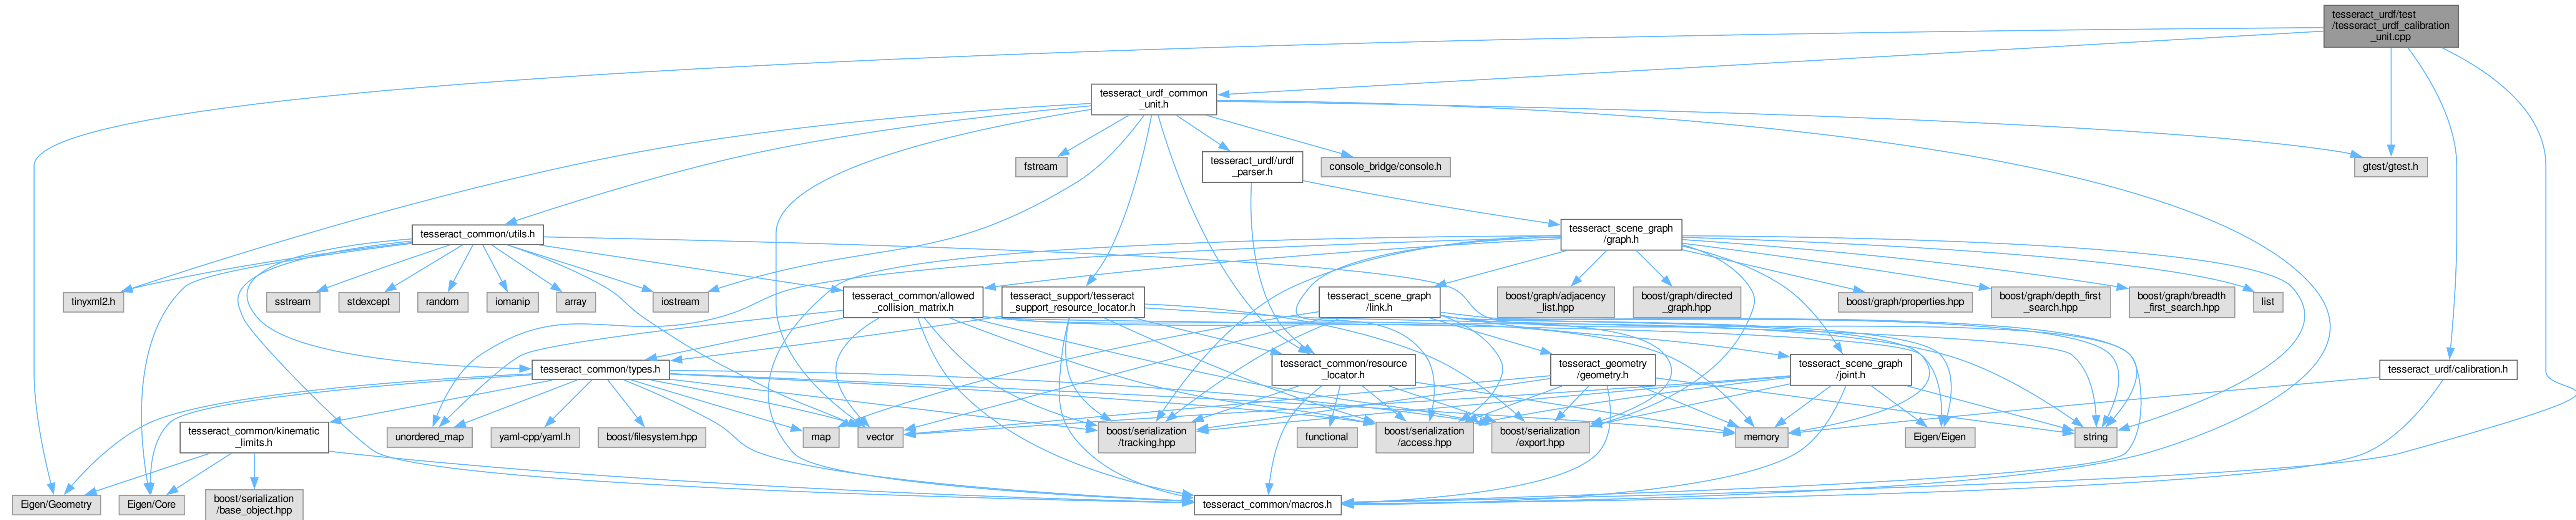 tesseract_urdf/test
/tesseract_urdf_calibration
_unit.cpp
tesseract_urdf_common
_unit.h
fstream
tesseract_urdf/urdf
_parser.h
console_bridge/console.h
gtest/gtest.h
tesseract_common/utils.h
tesseract_scene_graph
/graph.h
tinyxml2.h
sstream
stdexcept
random
iomanip
array
iostream
tesseract_common/allowed
_collision_matrix.h
tesseract_support/tesseract
_support_resource_locator.h
tesseract_scene_graph
/link.h
boost/graph/adjacency
_list.hpp
boost/graph/directed
_graph.hpp
boost/graph/properties.hpp
boost/graph/depth_first
_search.hpp
boost/graph/breadth
_first_search.hpp
list
tesseract_common/types.h
tesseract_common/resource
_locator.h
tesseract_geometry
/geometry.h
tesseract_scene_graph
/joint.h
tesseract_urdf/calibration.h
tesseract_common/kinematic
_limits.h
unordered_map
yaml-cpp/yaml.h
boost/filesystem.hpp
map
vector
boost/serialization
/tracking.hpp
functional
boost/serialization
/access.hpp
boost/serialization
/export.hpp
memory
Eigen/Eigen
string
Eigen/Geometry
Eigen/Core
boost/serialization
/base_object.hpp
tesseract_common/macros.h